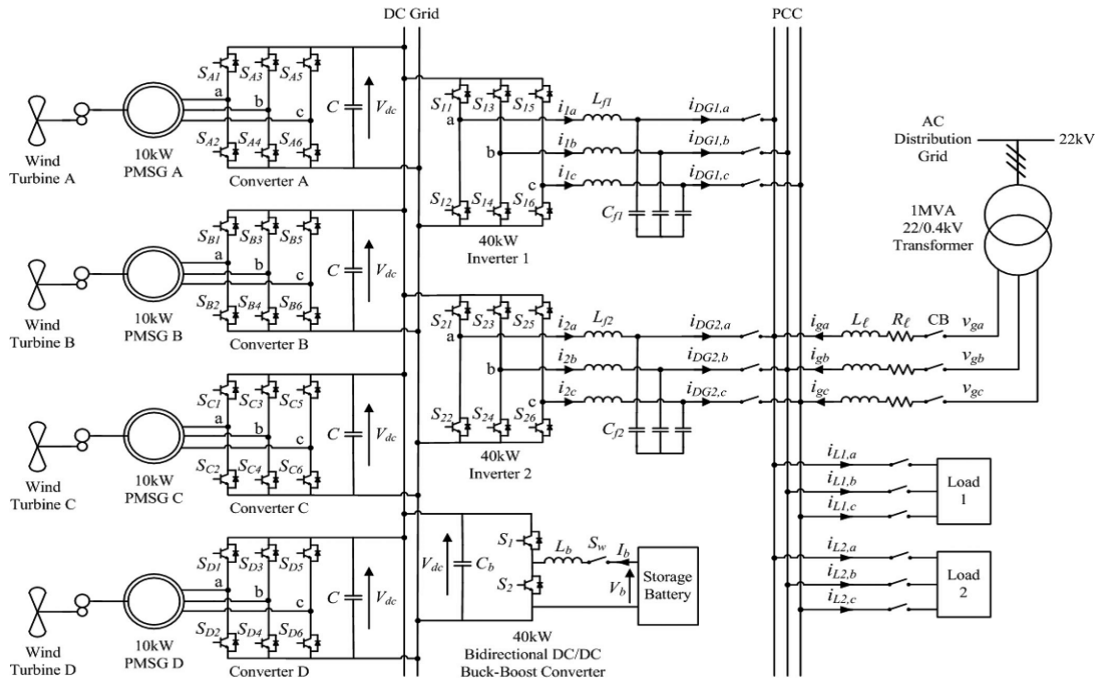 DC Grid
PCC
S_A1 S_A3 S_A5
a
b
c
S_A2 S_A4 S_A6
C
V_dc
Wind
Turbine A
10kW
PMSG A
Converter A
S_B1 S_B3 S_B5
a
b
c
S_B2 S_B4 S_B6
C
V_dc
Wind
Turbine B
10kW
PMSG B
Converter B
S_C1 S_C3 S_C5
a
b
c
S_C2 S_C4 S_C6
C
V_dc
Wind
Turbine C
10kW
PMSG C
Converter C
S_D1 S_D3 S_D5
a
b
c
S_D2 S_D4 S_D6
C
V_dc
Wind
Turbine D
10kW
PMSG D
Converter D
S_11 S_13 S_15
a
b
c
S_12 S_14 S_16
i_1a
i_1b
i_1c
L_f1
C_f1
i_DG1,a
i_DG1,b
i_DG1,c
40kW
Inverter 1
S_21 S_23 S_25
a
b
c
S_22 S_24 S_26
i_2a
i_2b
i_2c
L_f2
C_f2
i_DG2,a
i_DG2,b
i_DG2,c
40kW
Inverter 2
V_dc
C_b
S_1
S_2
L_b
S_w
I_b
V_b
Storage
Battery
40kW
Bidirectional DC/DC
Buck-Boost Converter
AC
Distribution
Grid
22kV
1MVA
22/0.4kV
Transformer
i_ga L_ℓ R_ℓ CB v_ga
i_gb v_gb
i_gc v_gc
i_L1,a
i_L1,b
i_L1,c
Load
1
i_L2,a
i_L2,b
i_L2,c
Load
2